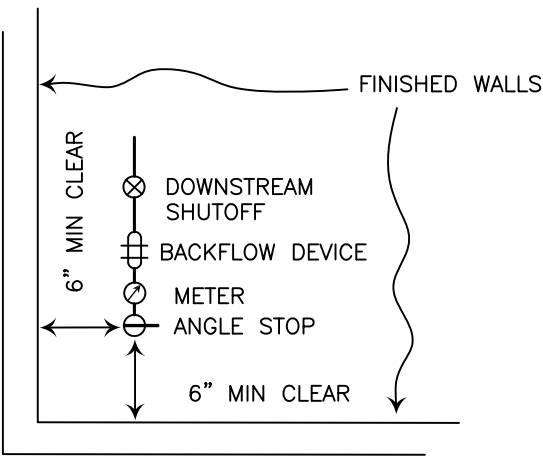 FINISHED WALLS
6" MIN CLEAR
DOWNSTREAM
SHUTOFF
BACKFLOW DEVICE
METER
ANGLE STOP
6" MIN CLEAR